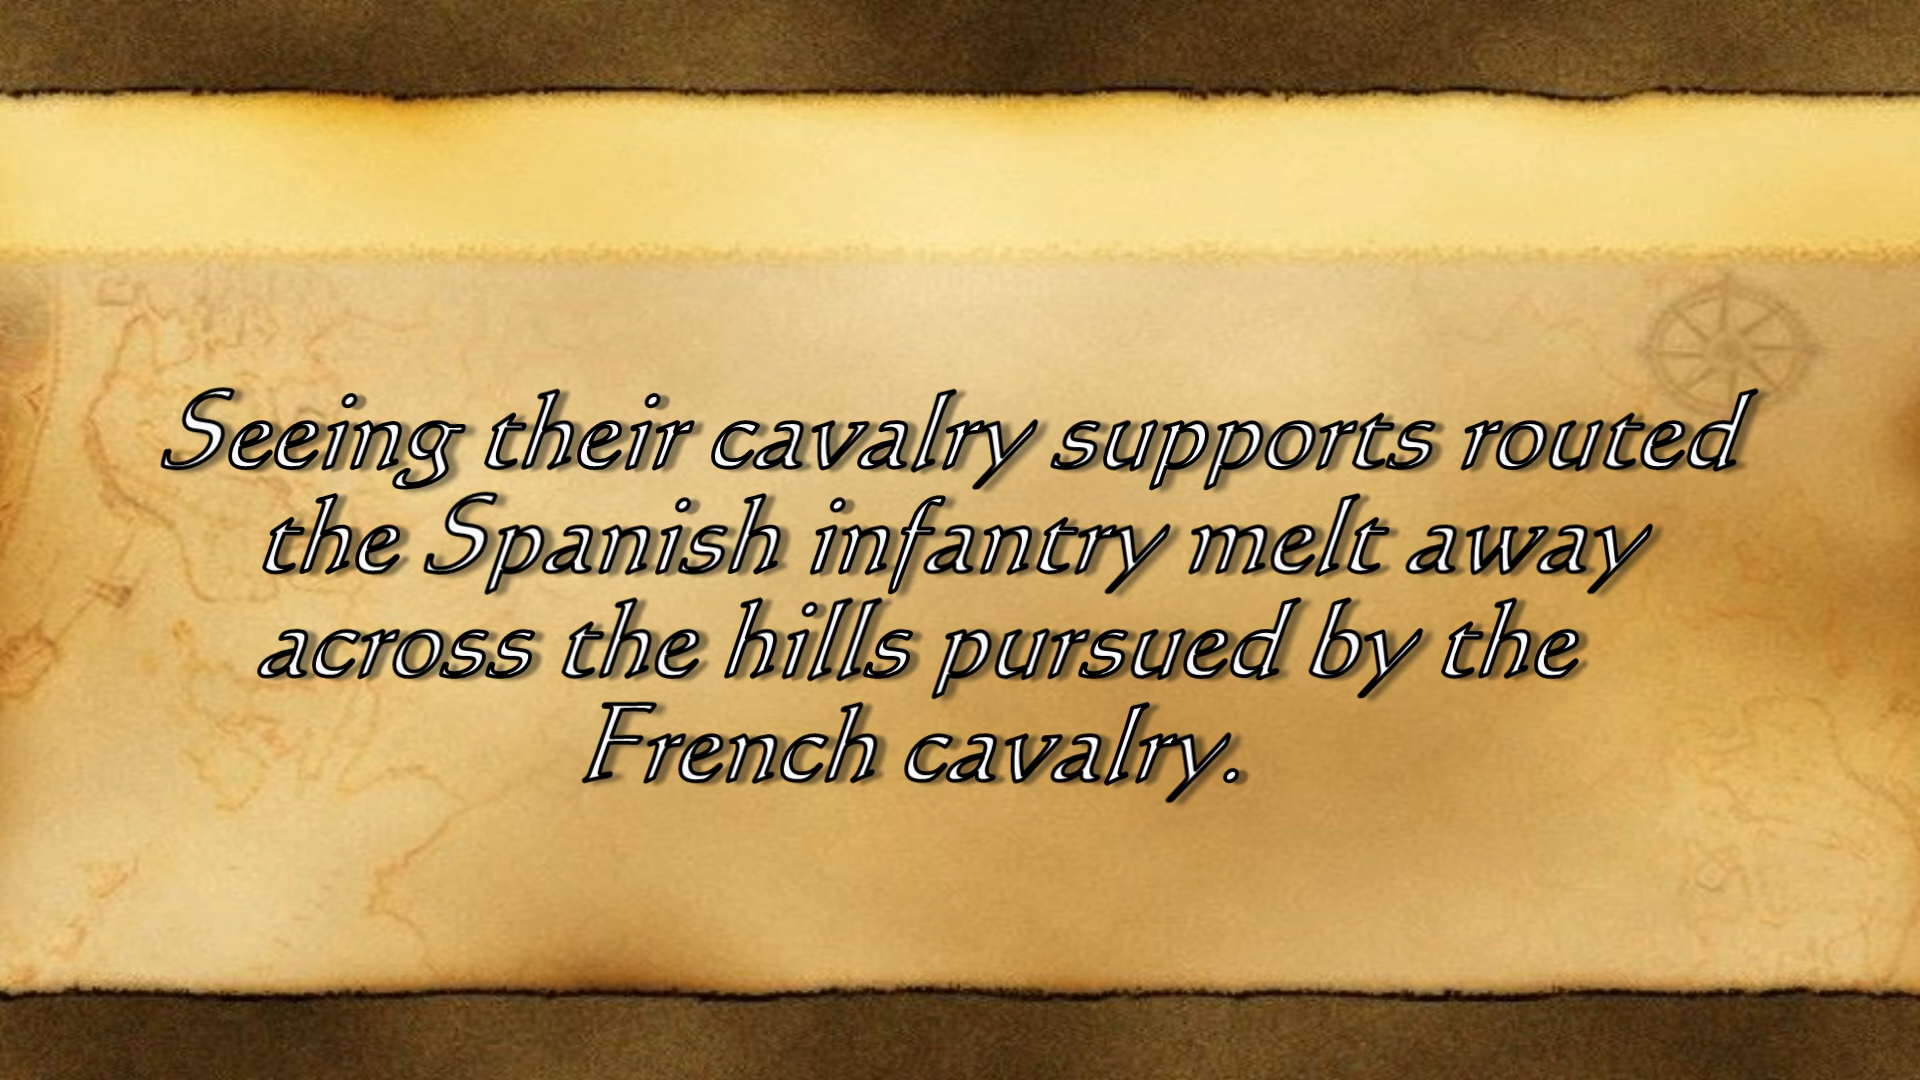 Seeing their cavalry supports routed
the Spanish infantry melt away
across the hills pursued by the
French cavalry.